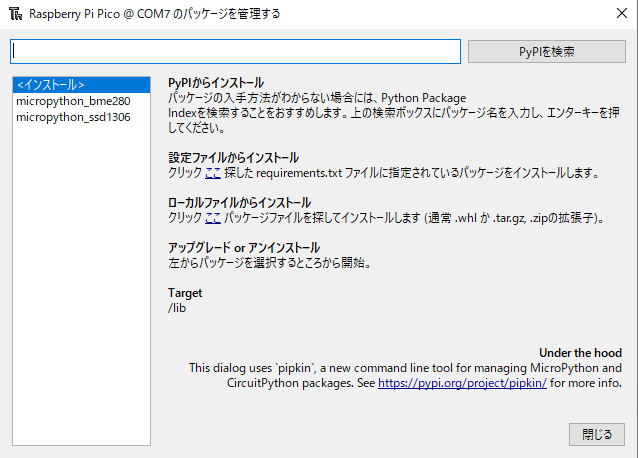 Raspberry Pi Pico @ COM7 のパッケージを管理する
PyPIを検索
<インストール>
micropython_bme280
micropython_ssd1306
PyPIからインストール
パッケージの入手方法がわからない場合には、Python Package
Indexを検索することをおすすめします。上の検索ボックスにパッケージ名を入力し、エンターキーを押
してください。
設定ファイルからインストール
クリック ここ 探した requirements.txt ファイルに指定されているパッケージをインストールします。
ローカルファイルからインストール
クリック ここ パッケージファイルを探してインストールします (通常 .whl か .tar.gz, .zipの拡張子)。
アップグレード or アンインストール
左からパッケージを選択するところから開始。
Target
/lib
Under the hood
This dialog uses `pipkin`, a new command line tool for managing MicroPython and
CircuitPython packages. See https://pypi.org/project/pipkin/ for more info.
閉じる